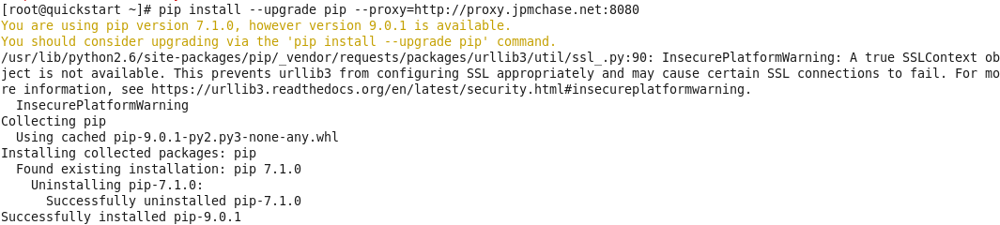 [root@quickstart ~]# pip install --upgrade pip --proxy=http://proxy.jpmchase.net:8080
You are using pip version 7.1.0, however version 9.0.1 is available.
You should consider upgrading via the 'pip install --upgrade pip' command.
/usr/lib/python2.6/site-packages/pip/_vendor/requests/packages/urllib3/util/ssl_.py:90: InsecurePlatformWarning: A true SSLContext ob
ject is not available. This prevents urllib3 from configuring SSL appropriately and may cause certain SSL connections to fail. For mo
re information, see https://urllib3.readthedocs.org/en/latest/security.html#insecureplatformwarning.
  InsecurePlatformWarning
Collecting pip
  Using cached pip-9.0.1-py2.py3-none-any.whl
Installing collected packages: pip
  Found existing installation: pip 7.1.0
    Uninstalling pip-7.1.0:
      Successfully uninstalled pip-7.1.0
Successfully installed pip-9.0.1